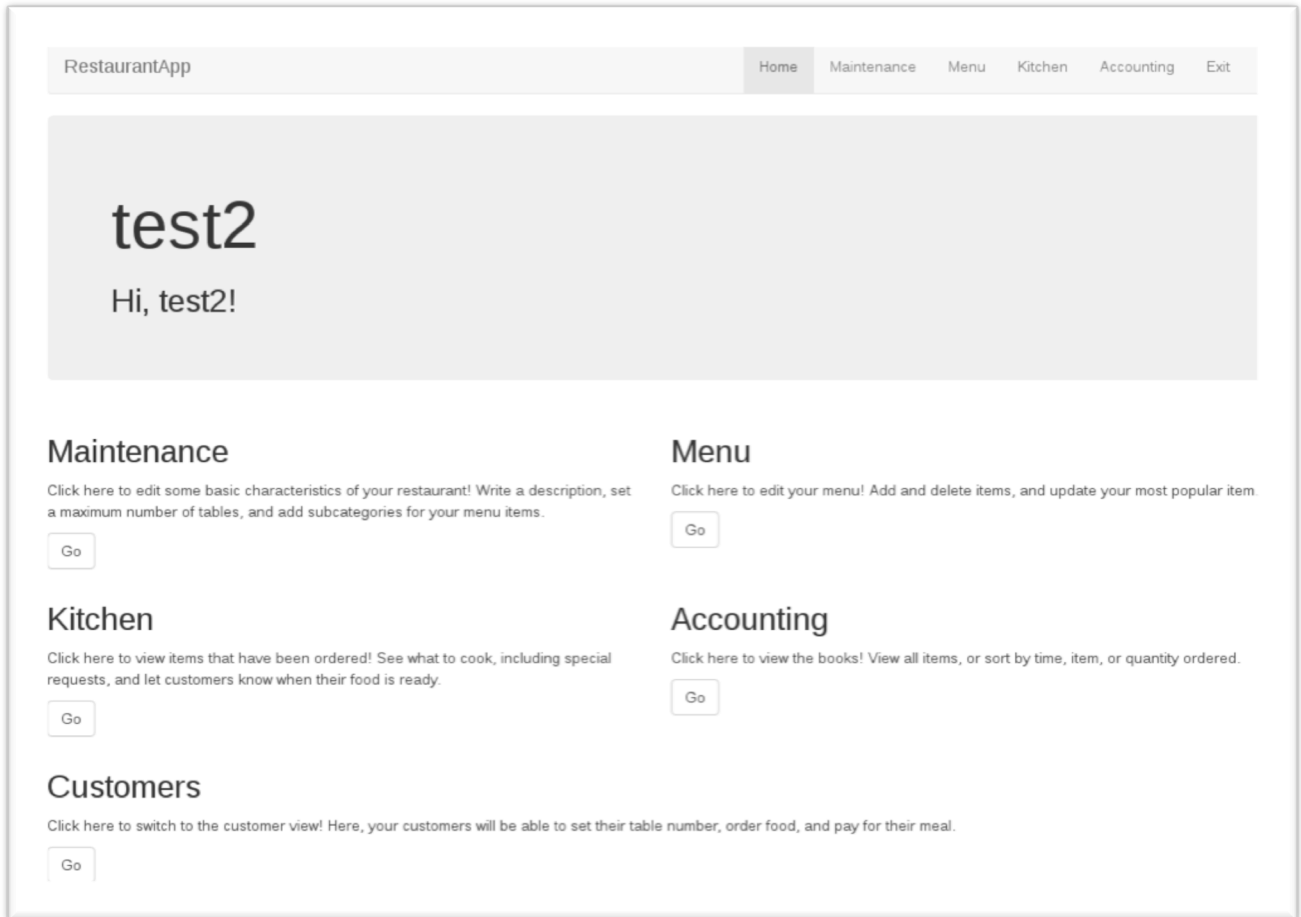 RestaurantApp
Home Maintenance Menu Kitchen Accounting Exit
test2
Hi, test2!
Maintenance
Click here to edit some basic characteristics of your restaurant! Write a description, set
a maximum number of tables, and add subcategories for your menu items.
Go
Menu
Click here to edit your menu! Add and delete items, and update your most popular item.
Go
Kitchen
Click here to view items that have been ordered! See what to cook, including special
requests, and let customers know when their food is ready.
Go
Accounting
Click here to view the books! View all items, or sort by time, item, or quantity ordered.
Go
Customers
Click here to switch to the customer view! Here, your customers will be able to set their table number, order food, and pay for their meal.
Go